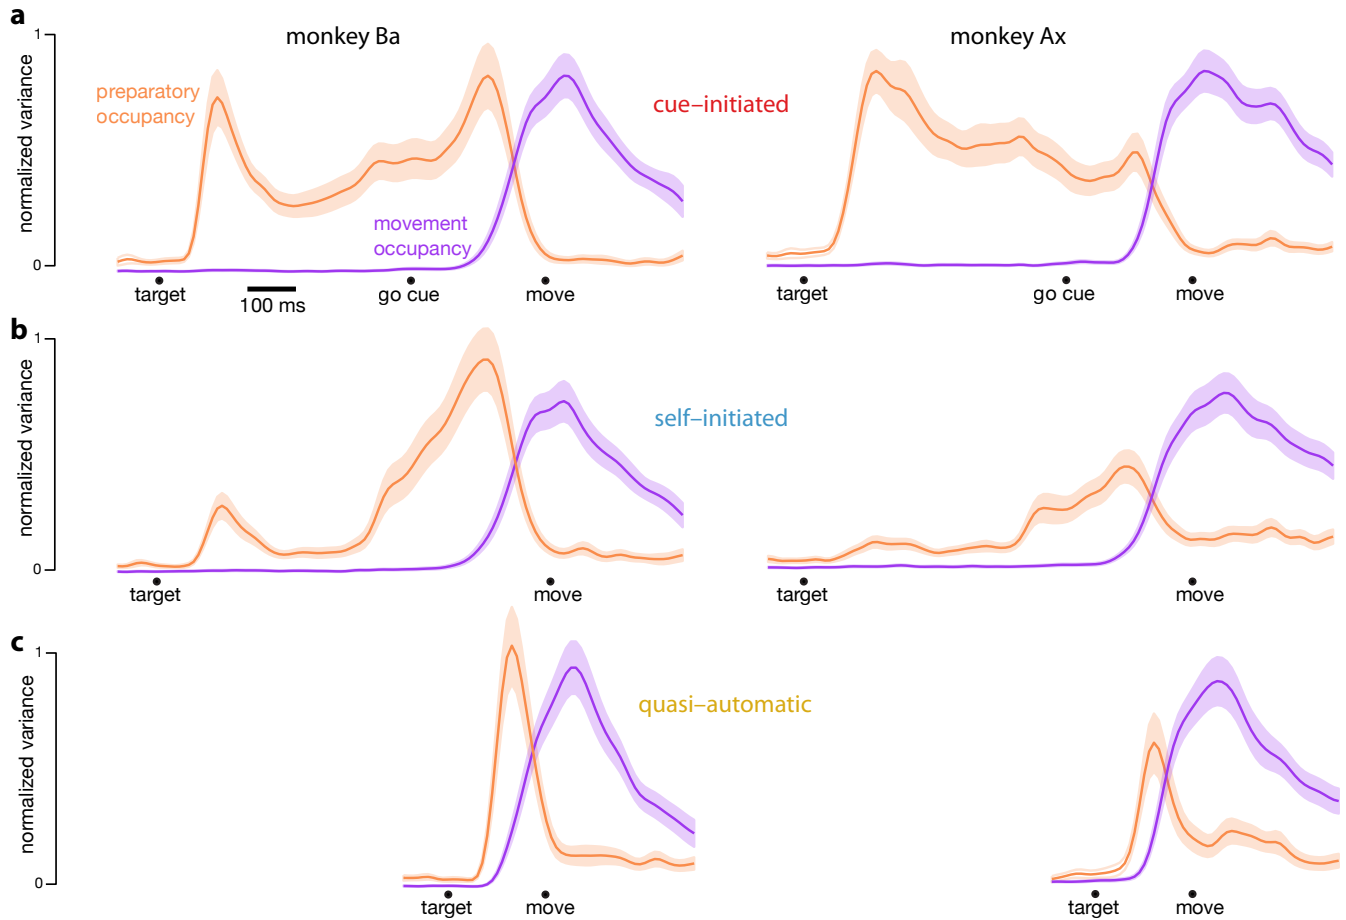 a
monkey Ba
monkey Ax
1
normalized variance
0
preparatory
occupancy
cue–initiated
movement
occupancy
target
100 ms
go cue
move
target
go cue
move
b
1
normalized variance
0
self–initiated
target
move
target
move
c
1
normalized variance
0
quasi–automatic
target
move
target
move